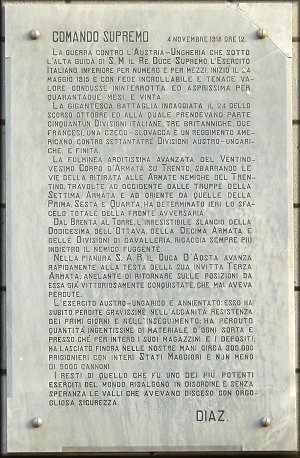 COMANDO SUPREMO 4 NOVEMBRE 1918 ORE 12.
LA GUERRA CONTRO L'AUSTRIA-UNGHERIA CHE SOTTO
L'ALTA GUIDA DI S. M. IL RE DUCE SUPREMO L'ESERCITO
ITALIANO INFERIORE PER NUMERO E PER MEZZI, INIZIÒ IL 24
MAGGIO 1915 E CON FEDE INCROLLABILE E TENACE VALORE
CONDUSSE ININTERROTTA ED ASPRISSIMA PER
QUARANTUNO MESI, È VINTA.
LA GIGANTESCA BATTAGLIA INGAGGIATA IL 24 DELLO
SCORSO OTTOBRE ED ALLA QUALE PRENDEVANO PARTE
CINQUANTUN DIVISIONI ITALIANE, TRE BRITANNICHE, DUE
FRANCESI, UNA CZECO-SLOVACCA E UN REGGIMENTO AME-
RICANO, CONTRO SETTANTATRE DIVISIONI AUSTRO-UNGARI-
CHE, È FINITA.
LA FULMINEA ARDITISSIMA AVANZATA DEL VENTINO-
VESIMO CORPO D'ARMATA SU TRENTO, SBARRANDO LE
VIE DELLA RITIRATA ALLE ARMATE NEMICHE DEL TREN-
TINO, TRAVOLTE AD OCCIDENTE DALLE TRUPPE DELLA
SETTIMA ARMATA E AD ORIENTE DA QUELLE DELLA
PRIMA, SESTA E QUARTA, HA DETERMINATO IERI LO SFA-
CELO TOTALE DELLA FRONTE AVVERSARIA.
DAL BRENTA AL TORRE, L'IRRESISTIBILE SLANCIO DELLA
DODICESIMA, DELL'OTTAVA, DELLA DECIMA ARMATA E
DELLE DIVISIONI DI CAVALLERIA, RICACCIA SEMPRE PIÙ
INDIETRO IL NEMICO FUGGENTE.
NELLA PIANURA S. A. R. IL DUCA D'AOSTA AVANZA
RAPIDAMENTE ALLA TESTA DELLA SUA INVITTA TERZA
ARMATA, ANELANTE DI RITORNARE SULLE POSIZIONI DA
ESSA GIÀ VITTORIOSAMENTE CONQUISTATE, CHE MAI AVEVA
PERDUTE.
L'ESERCITO AUSTRO-UNGARICO È ANNIENTATO: ESSO HA
SUBITO PERDITE GRAVISSIME NELL'ACCANITA RESISTENZA
DEI PRIMI GIORNI E NELL'INSEGUIMENTO; HA PERDUTO
QUANTITÀ INGENTISSIME DI MATERIALE D'OGNI SORTA E
PRESSO CHE PER INTERO I SUOI MAGAZZINI E I DEPOSITI;
HA LASCIATO FINORA NELLE NOSTRE MANI CIRCA 300.000
PRIGIONIERI CON INTERI STATI MAGGIORI E NON MENO
DI 5000 CANNONI.
I RESTI DI QUELLO CHE FU UNO DEI PIÙ POTENTI
ESERCITI DEL MONDO, RISALGONO IN DISORDINE E SENZA
SPERANZA LE VALLI CHE AVEVANO DISCESO CON ORGO-
GLIOSA SICUREZZA.
DIAZ.